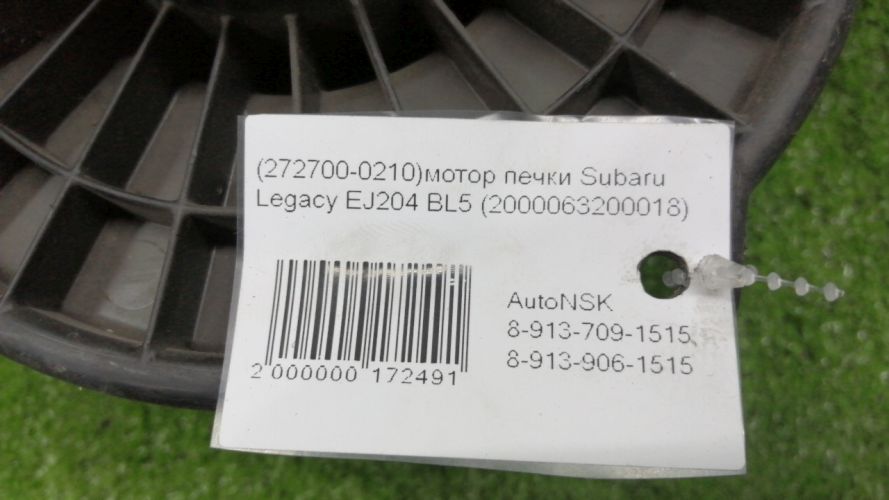 (272700-0210)мотор печки Subaru
Legacy EJ204 BL5 (2000063200018)
AutoNSK
8-913-709-1515
8-913-906-1515
2 000000 172491